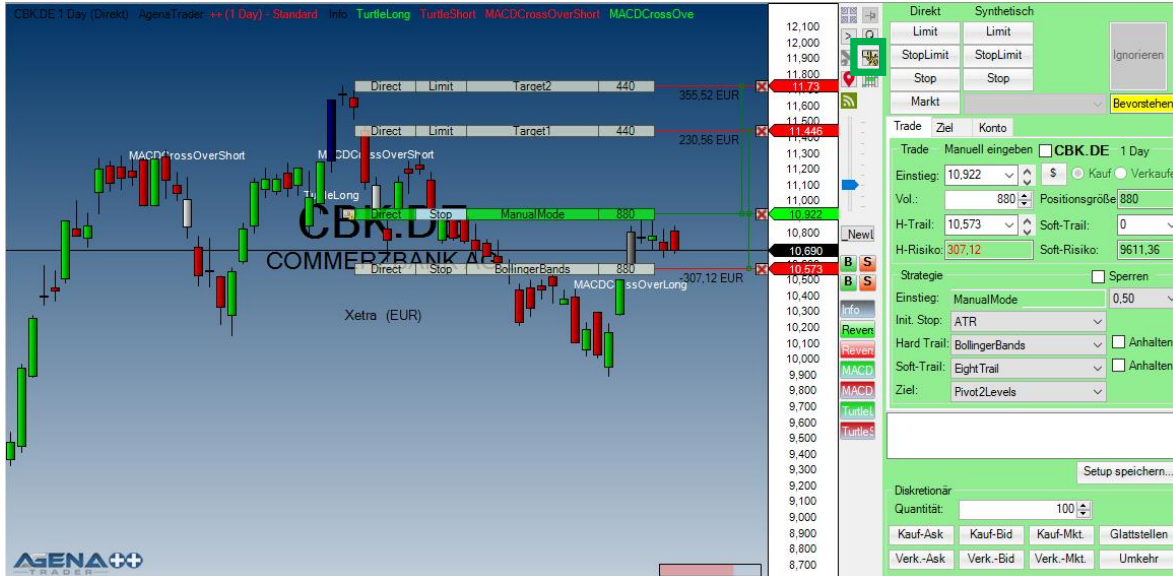 CBK.DE 1 Day (Direkt) AgenaTrader ++ (1 Day) - Standard Info TurtleLong TurtleShort MACDCrossOverShort MACDCrossOve
Direct Limit Target2 440
355,52 EUR
Direct Limit Target1 440
230,56 EUR
MACDCrossOverShort
MACDCrossOverShort
TurtleLong
Direct Stop ManualMode 880
CBK.DE
COMMERZBANK AG
Direct Stop BollingerBands 880
-307,12 EUR
MACDCrossOverLong
Xetra (EUR)
AGENA++
TRADER
12,100
12,000
11,900
11,800
11.73
11,600
11,500
11.446
11,300
11,200
11,100
11,000
10.922
10,800
10.690
10.573
10,500
10,400
10,300
10,200
10,100
10,000
9,900
9,800
9,700
9,600
9,500
9,400
9,300
9,200
9,100
9,000
8,900
8,800
8,700
_NewL
B S
B S
Info
Revers
Revers
MACD
MACD
TurtleL
TurtleS
Direkt Synthetisch
Limit Limit
StopLimit StopLimit Ignorieren
Stop Stop
Markt Bevorstehen
Trade Ziel Konto
Trade Manuell eingeben CBK.DE 1 Day
Einstieg: 10,922 $ Kauf Verkaufe
Vol.: 880 Positionsgröße 880
H-Trail: 10,573 Soft-Trail: 0
H-Risiko: 307,12 Soft-Risiko: 9611,36
Strategie Sperren
Einstieg: ManualMode 0,50
Init. Stop: ATR
Hard Trail: BollingerBands Anhalten
Soft-Trail: EightTrail Anhalten
Ziel: Pivot2Levels
Setup speichern...
Diskretionär
Quantität: 100
Kauf-Ask Kauf-Bid Kauf-Mkt. Glattstellen
Verk.-Ask Verk.-Bid Verk.-Mkt. Umkehr